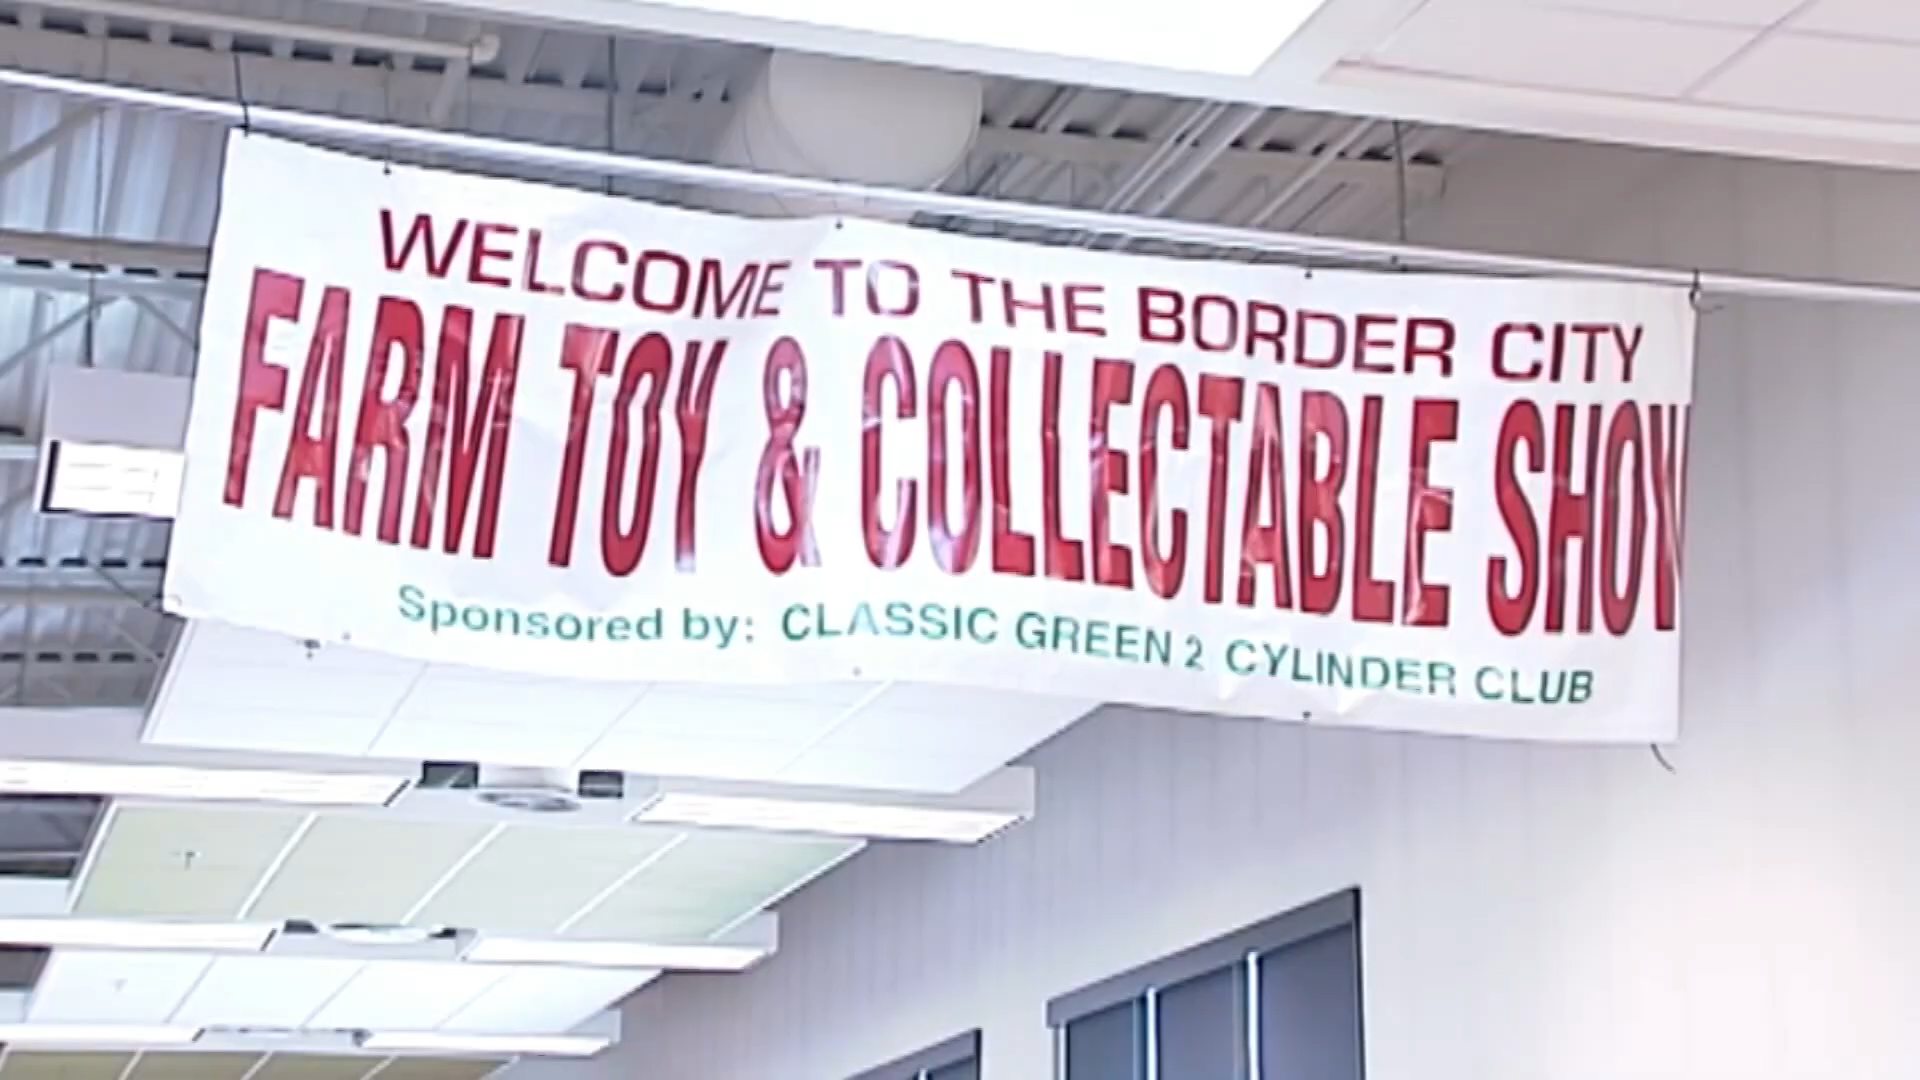 WELCOME TO THE BORDER CITY
FARM TOY & COLLECTABLE SHOW
Sponsored by: CLASSIC GREEN 2 CYLINDER CLUB